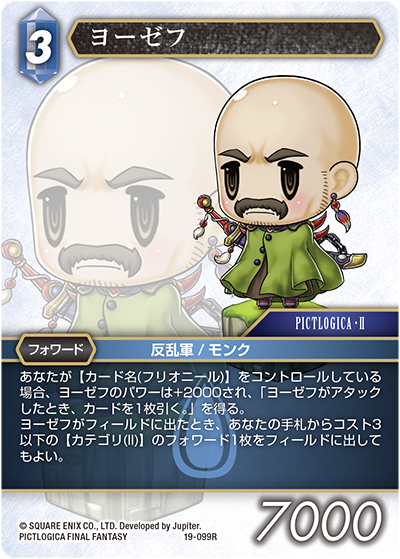 3
ヨーゼフ
PICTLOGICA・II
フォワード
反乱軍 / モンク
あなたが【カード名(フリオニール)】をコントロールしている
場合、ヨーゼフのパワーは+2000され、「ヨーゼフがアタック
したとき、カードを1枚引く。」を得る。
ヨーゼフがフィールドに出たとき、あなたの手札からコスト3
以下の【カテゴリ(II)】のフォワード1枚をフィールドに出して
もよい。
© SQUARE ENIX CO., LTD. Developed by Jupiter.
PICTLOGICA FINAL FANTASY
19-099R
7000